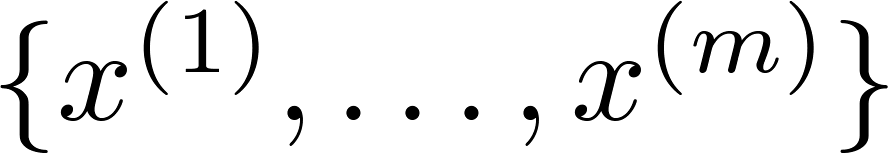 {x^{(1)}, . . . , x^{(m)}}